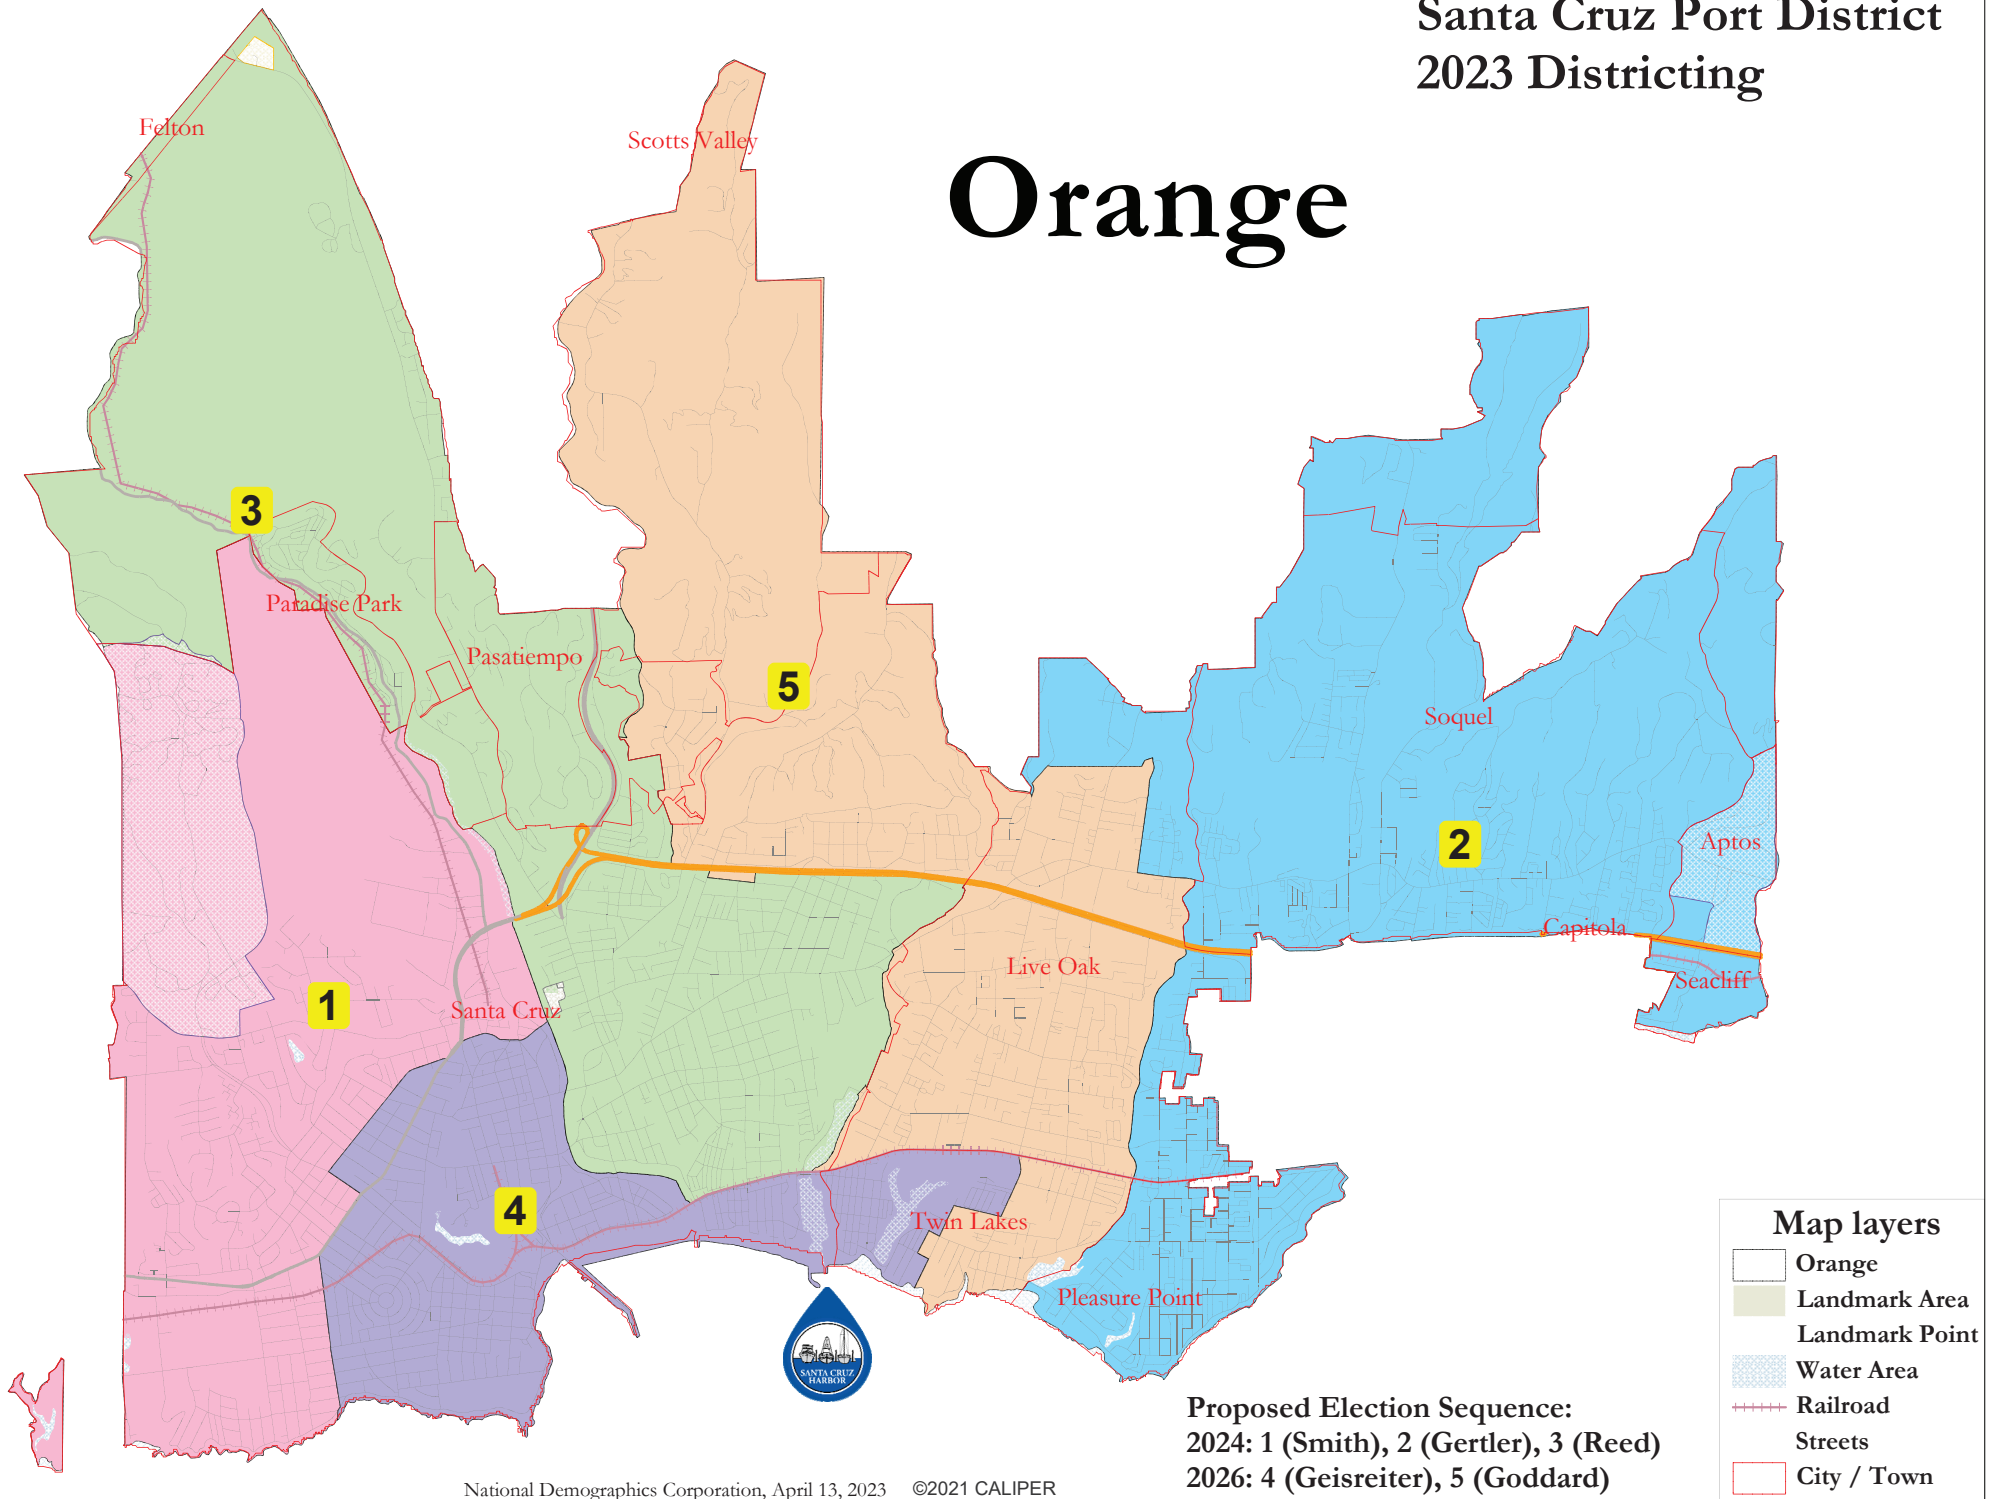 Santa Cruz Port District
2023 Districting
Orange
Felton
Scotts Valley
3
Paradise Park
Pasatiempo
5
Soquel
2
Aptos
Capitola
Seacliff
Live Oak
1
Santa Cruz
4
Twin Lakes
Pleasure Point
SANTA CRUZ
HARBOR
Map layers
Orange
Landmark Area
Landmark Point
Water Area
Railroad
Streets
City / Town
Proposed Election Sequence:
2024: 1 (Smith), 2 (Gertler), 3 (Reed)
2026: 4 (Geisreiter), 5 (Goddard)
National Demographics Corporation, April 13, 2023 ©2021 CALIPER